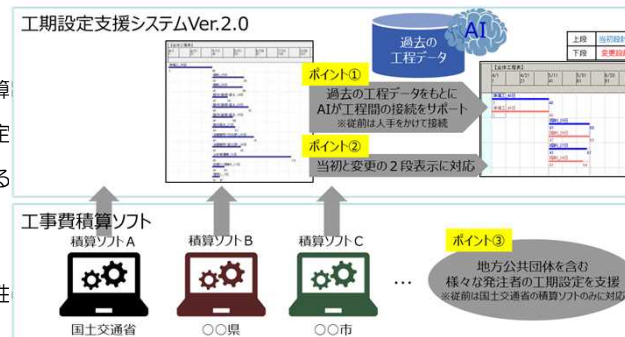 工期設定支援システムVer.2.0
算
定
る
性
過去の
工程データ
AI
上段
下段
ポイント①
過去の工程データをもとに
AIが工程間の接続をサポート
※従前は人手をかけて接続
ポイント②
当初と変更の2段表示に対応
工事費積算ソフト
積算ソフトA
積算ソフトB
積算ソフトC
…
国土交通省
○○県
○○市
ポイント③
地方公共団体を含む
様々な発注者の工期設定を支援
※従前は国土交通省の積算ソフトのみに対応